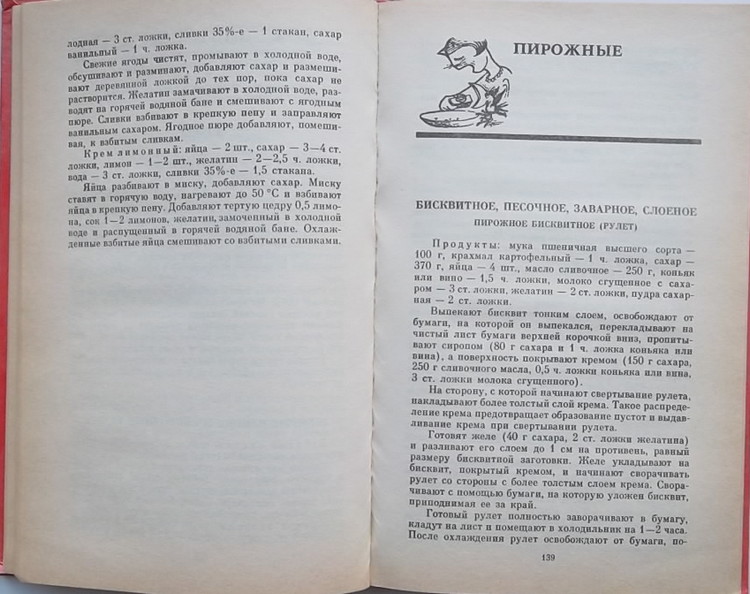 лодная — 3 ст. ложки, сливки 35%-е — 1 стакан, сахар
ванильный — 1 ч. ложка.
Свежие ягоды чистят, промывают в холодной воде,
обсушивают и разминают, добавляют сахар и размеши-
вают деревянной ложкой до тех пор, пока сахар не
растворится. Желатин замачивают в холодной воде, раз-
водят на горячей водяной бане и смешивают с ягодным
пюре. Сливки взбивают в крепкую пену и заправляют
ванильным сахаром. Ягодное пюре добавляют, помеши-
вая, к взбитым сливкам.
Крем лимонный: яйца — 2 шт., сахар — 3—4 ст.
ложки, лимон — 1—2 шт., желатин — 2—2,5 ч. ложки,
вода — 3 ст. ложки, сливки 35%-е — 1,5 стакана.
Яйца разбивают в миску, добавляют сахар. Миску
ставят в горячую воду, нагревают до 50 °С и взбивают
яйца в крепкую пену. Добавляют тертую цедру 0,5 лимо-
на, сок 1—2 лимонов, желатин, замоченный в холодной
воде и распущенный в горячей водяной бане. Охлаж-
денные взбитые яйца смешивают со взбитыми сливками.
ПИРОЖНЫЕ
БИСКВИТНОЕ, ПЕСОЧНОЕ, ЗАВАРНОЕ, СЛОЕНОЕ
ПИРОЖНОЕ БИСКВИТНОЕ (РУЛЕТ)
Продукты: мука пшеничная высшего сорта —
100 г, крахмал картофельный — 1 ч. ложка, сахар —
370 г, яйца — 4 шт., масло сливочное — 250 г, коньяк
или вино — 1,5 ч. ложки, молоко сгущенное с саха-
ром — 3 ст. ложки, желатин — 2 ст. ложки, пудра сахар-
ная — 2 ст. ложки.
Выпекают бисквит тонким слоем, освобождают от
бумаги, на которой он выпекался, перекладывают на
чистый лист бумаги верхней корочкой вниз, пропиты-
вают сиропом (80 г сахара и 1 ч. ложка коньяка или
вина), а поверхность покрывают кремом (150 г сахара,
250 г сливочного масла, 0,5 ч. ложки коньяка или вина,
3 ст. ложки молока сгущенного).
На сторону, с которой начинают свертывание рулета,
накладывают более толстый слой крема. Такое распреде-
ление крема предотвращает образование пустот и выдав-
ливание крема при свертывании рулета.
Готовят желе (40 г сахара, 2 ст. ложки желатина)
и разливают его слоем до 1 см на противень, равный
размеру бисквитной заготовки. Желе укладывают на
бисквит, покрытый кремом, и начинают сворачивать
рулет со стороны с более толстым слоем крема. Свора-
чивают с помощью бумаги, на которую уложен бисквит,
приподнимая ее за край.
Готовый рулет полностью заворачивают в бумагу,
кладут на лист и помещают в холодильник на 1—2 часа.
После охлаждения рулет освобождают от бумаги, по-
139